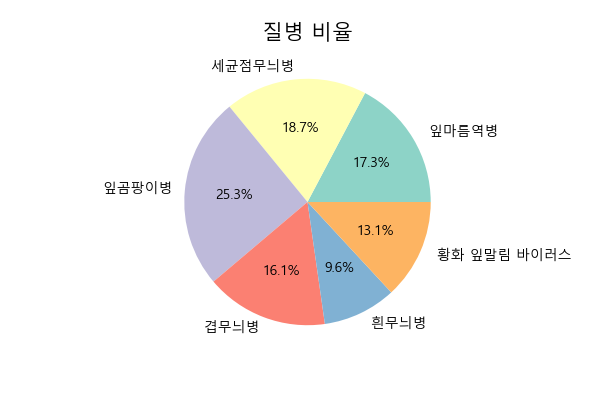 질병 비율
세균점무늬병
18.7%
잎마름역병
17.3%
잎곰팡이병
25.3%
13.1%
황화 잎말림 바이러스
16.1%
9.6%
겹무늬병
흰무늬병